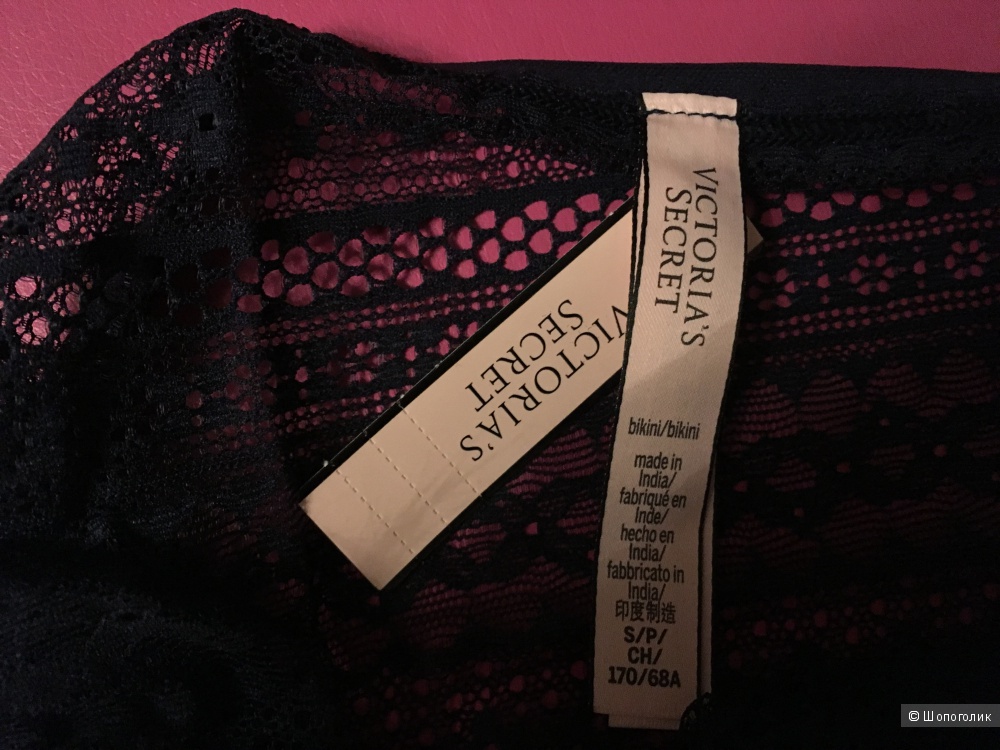 VICTORIA'S
SECRET
VICTORIA'S
SECRET
bikini/bikini
made in
India/
fabriqué en
Inde/
hecho en
India/
fabbricato in
India/
印度制造
S/P/
CH/
170/68A
© Шопоголик